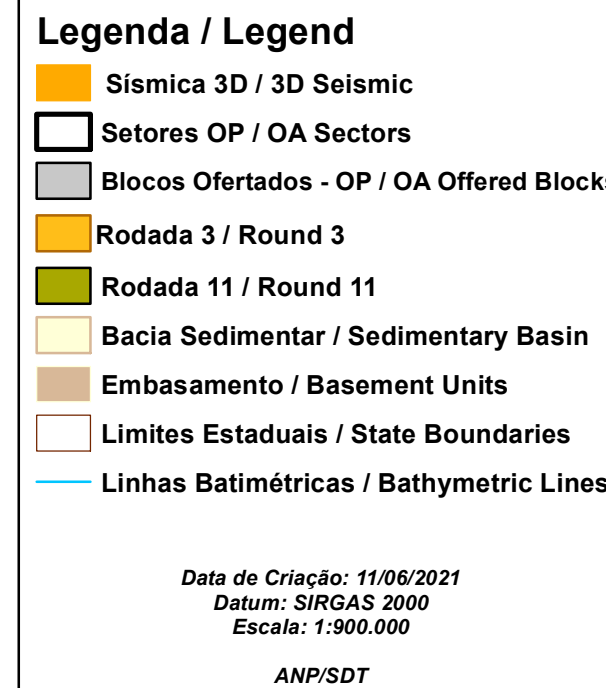 Legenda / Legend
Sísmica 3D / 3D Seismic
Setores OP / OA Sectors
Blocos Ofertados - OP / OA Offered Blocks
Rodada 3 / Round 3
Rodada 11 / Round 11
Bacia Sedimentar / Sedimentary Basin
Embasamento / Basement Units
Limites Estaduais / State Boundaries
Linhas Batimétricas / Bathymetric Lines
Data de Criação: 11/06/2021
Datum: SIRGAS 2000
Escala: 1:900.000
ANP/SDT